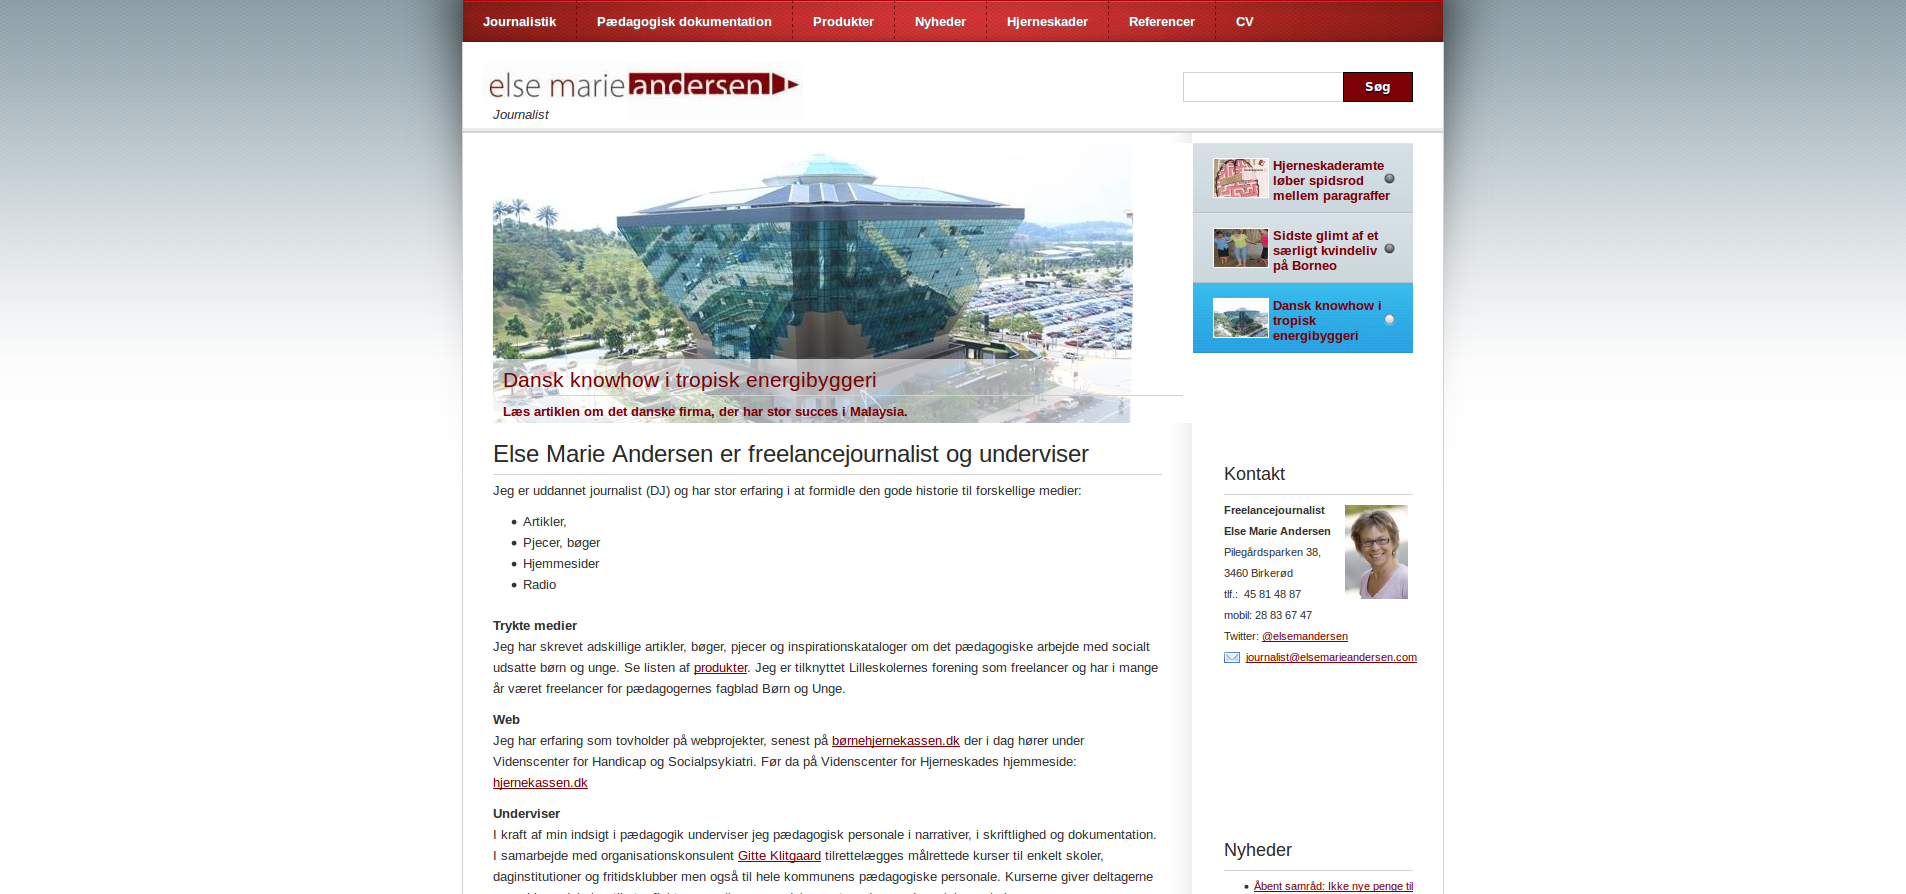 Journalistik Pædagogisk dokumentation Produkter Nyheder Hjerneskader Referencer CV
else marie andersen
Journalist
Søg
Hjerneskaderamte
løber spidsrod
mellem paragraffer
Sidste glimt af et
særligt kvindeliv
på Borneo
Dansk knowhow i
tropisk
energibyggeri
Dansk knowhow i tropisk energibyggeri
Læs artiklen om det danske firma, der har stor succes i Malaysia.
Else Marie Andersen er freelancejournalist og underviser
Jeg er uddannet journalist (DJ) og har stor erfaring i at formidle den gode historie til forskellige medier:
Artikler,
Pjecer, bøger
Hjemmesider
Radio
Trykte medier
Jeg har skrevet adskillige artikler, bøger, pjecer og inspirationskataloger om det pædagogiske arbejde med socialt
udsatte børn og unge. Se listen af produkter. Jeg er tilknyttet Lilleskolernes forening som freelancer og har i mange
år været freelancer for pædagogernes fagblad Børn og Unge.
Web
Jeg har erfaring som tovholder på webprojekter, senest på børnehjernekassen.dk der i dag hører under
Videnscenter for Handicap og Socialpsykiatri. Før da på Videnscenter for Hjerneskades hjemmeside:
hjernekassen.dk
Underviser
I kraft af min indsigt i pædagogik underviser jeg pædagogisk personale i narrativer, i skriftlighed og dokumentation.
I samarbejde med organisationskonsulent Gitte Klitgaard tilrettelægges målrettede kurser til enkelt skoler,
daginstitutioner og fritidsklubber men også til hele kommunens pædagogiske personale. Kurserne giver deltagerne
Kontakt
Freelancejournalist
Else Marie Andersen
Pilegårdsparken 38,
3460 Birkerød
tlf.: 45 81 48 87
mobil: 28 83 67 47
Twitter: @elsemandersen
journalist@elsemarieandersen.com
Nyheder
Åbent samråd: Ikke nye penge til